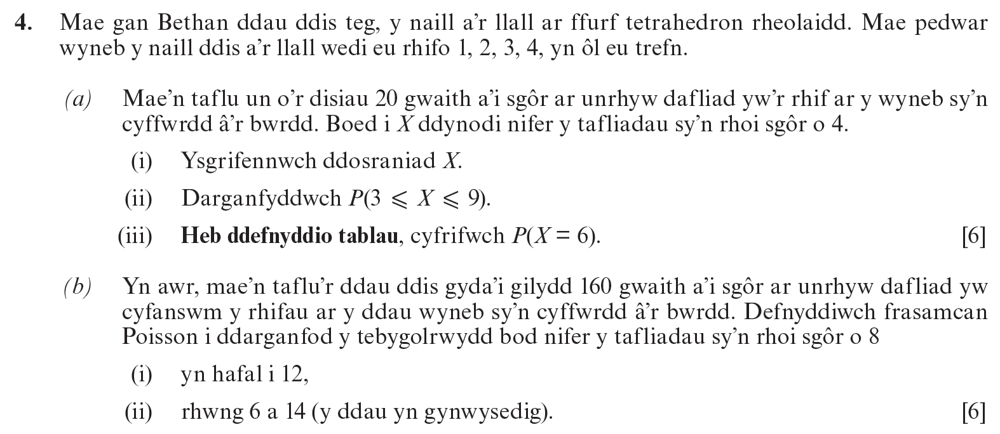 4. Mae gan Bethan ddau ddis teg, y naill a’r llall ar ffurf tetrahedron rheolaidd. Mae pedwar
wyneb y naill ddis a’r llall wedi eu rhifo 1, 2, 3, 4, yn ôl eu trefn.
(a) Mae’n taflu un o’r disiau 20 gwaith a’i sgôr ar unrhyw dafliad yw’r rhif ar y wyneb sy’n
cyffwrdd â’r bwrdd. Boed i X ddynodi nifer y tafliadau sy’n rhoi sgôr o 4.
(i) Ysgrifennwch ddosraniad X.
(ii) Darganfyddwch P(3 ⩽ X ⩽ 9).
(iii) Heb ddefnyddio tablau, cyfrifwch P(X = 6). [6]
(b) Yn awr, mae’n taflu’r ddau ddis gyda’i gilydd 160 gwaith a’i sgôr ar unrhyw dafliad yw
cyfanswm y rhifau ar y ddau wyneb sy’n cyffwrdd â’r bwrdd. Defnyddiwch frasamcan
Poisson i ddarganfod y tebygolrwydd bod nifer y tafliadau sy’n rhoi sgôr o 8
(i) yn hafal i 12,
(ii) rhwng 6 a 14 (y ddau yn gynwysedig). [6]